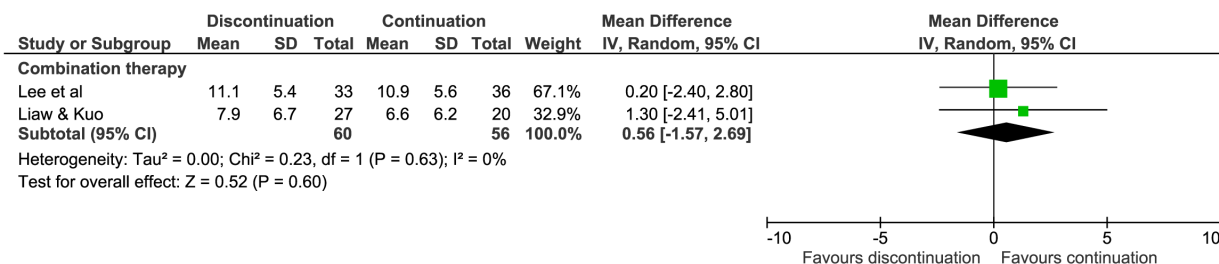 Discontinuation Continuation Mean Difference Mean Difference
Study or Subgroup Mean SD Total Mean SD Total Weight IV, Random, 95% CI IV, Random, 95% CI
Combination therapy
Lee et al 11.1 5.4 33 10.9 5.6 36 67.1% 0.20 [-2.40, 2.80]
Liaw & Kuo 7.9 6.7 27 6.6 6.2 20 32.9% 1.30 [-2.41, 5.01]
Subtotal (95% CI) 60 56 100.0% 0.56 [-1.57, 2.69]
Heterogeneity: Tau² = 0.00; Chi² = 0.23, df = 1 (P = 0.63); I² = 0%
Test for overall effect: Z = 0.52 (P = 0.60)
-10 -5 0 5 10
Favours discontinuation Favours continuation